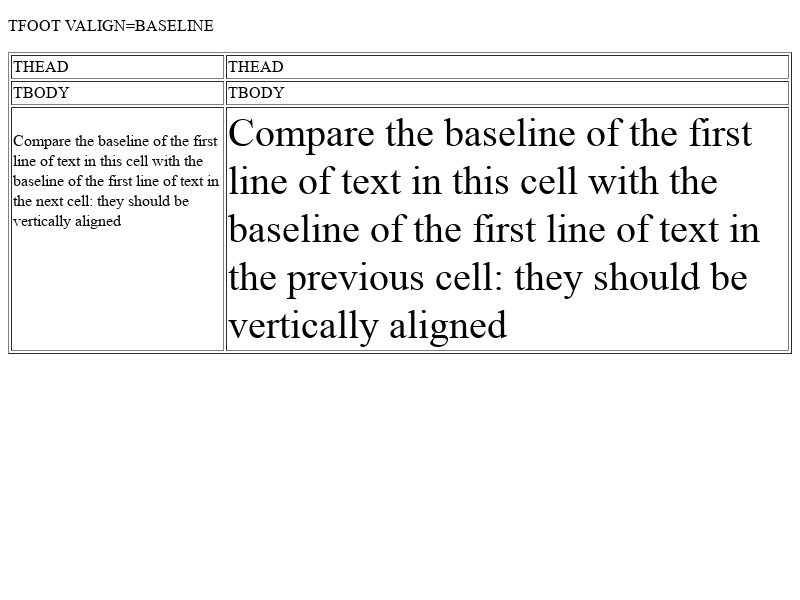 TFOOT VALIGN=BASELINE
THEAD
THEAD
TBODY
TBODY
Compare the baseline of the first
line of text in this cell with the
baseline of the first line of text in
the next cell: they should be
vertically aligned
Compare the baseline of the first
line of text in this cell with the
baseline of the first line of text in
the previous cell: they should be
vertically aligned